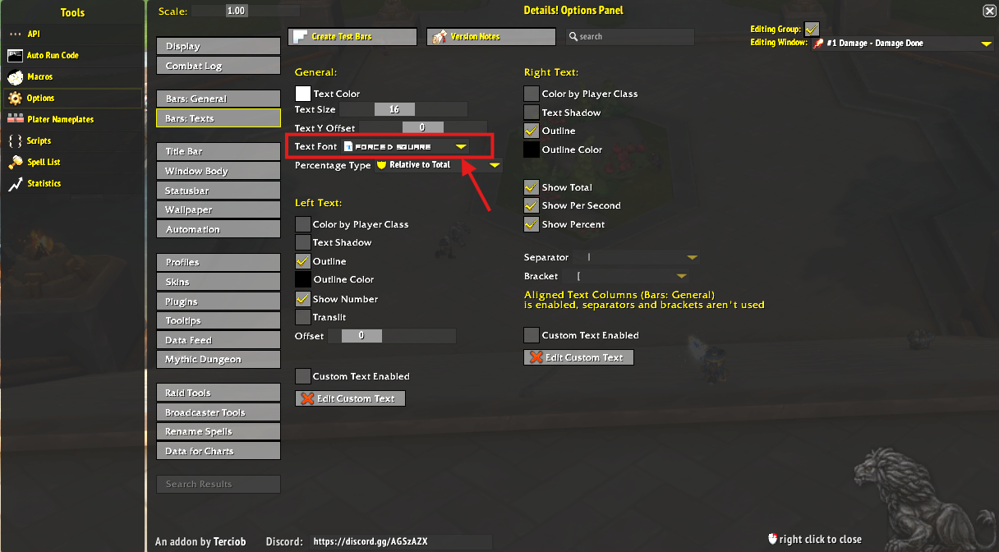 Tools
API
Auto Run Code
Macros
Options
Plater Nameplates
Scripts
Spell List
Statistics
Scale: 1.00
Details! Options Panel
Display
Combat Log
Bars: General
Bars: Texts
Title Bar
Window Body
Statusbar
Wallpaper
Automation
Profiles
Skins
Plugins
Tooltips
Data Feed
Mythic Dungeon
Raid Tools
Broadcaster Tools
Rename Spells
Data for Charts
Search Results
Create Test Bars
Version Notes
search
Editing Group:
Editing Window: #1 Damage - Damage Done
General:
Text Color
Text Size 16
Text Y Offset 0
Text Font FORCED SQUARE
Percentage Type Relative to Total
Left Text:
Color by Player Class
Text Shadow
Outline
Outline Color
Show Number
Translit
Offset 0
Custom Text Enabled
Edit Custom Text
Right Text:
Color by Player Class
Text Shadow
Outline
Outline Color
Show Total
Show Per Second
Show Percent
Separator |
Bracket [
Aligned Text Columns (Bars: General)
is enabled, separators and brackets aren't used
Custom Text Enabled
Edit Custom Text
An addon by Terciob
Discord: https://discord.gg/AGSzAZX
right click to close